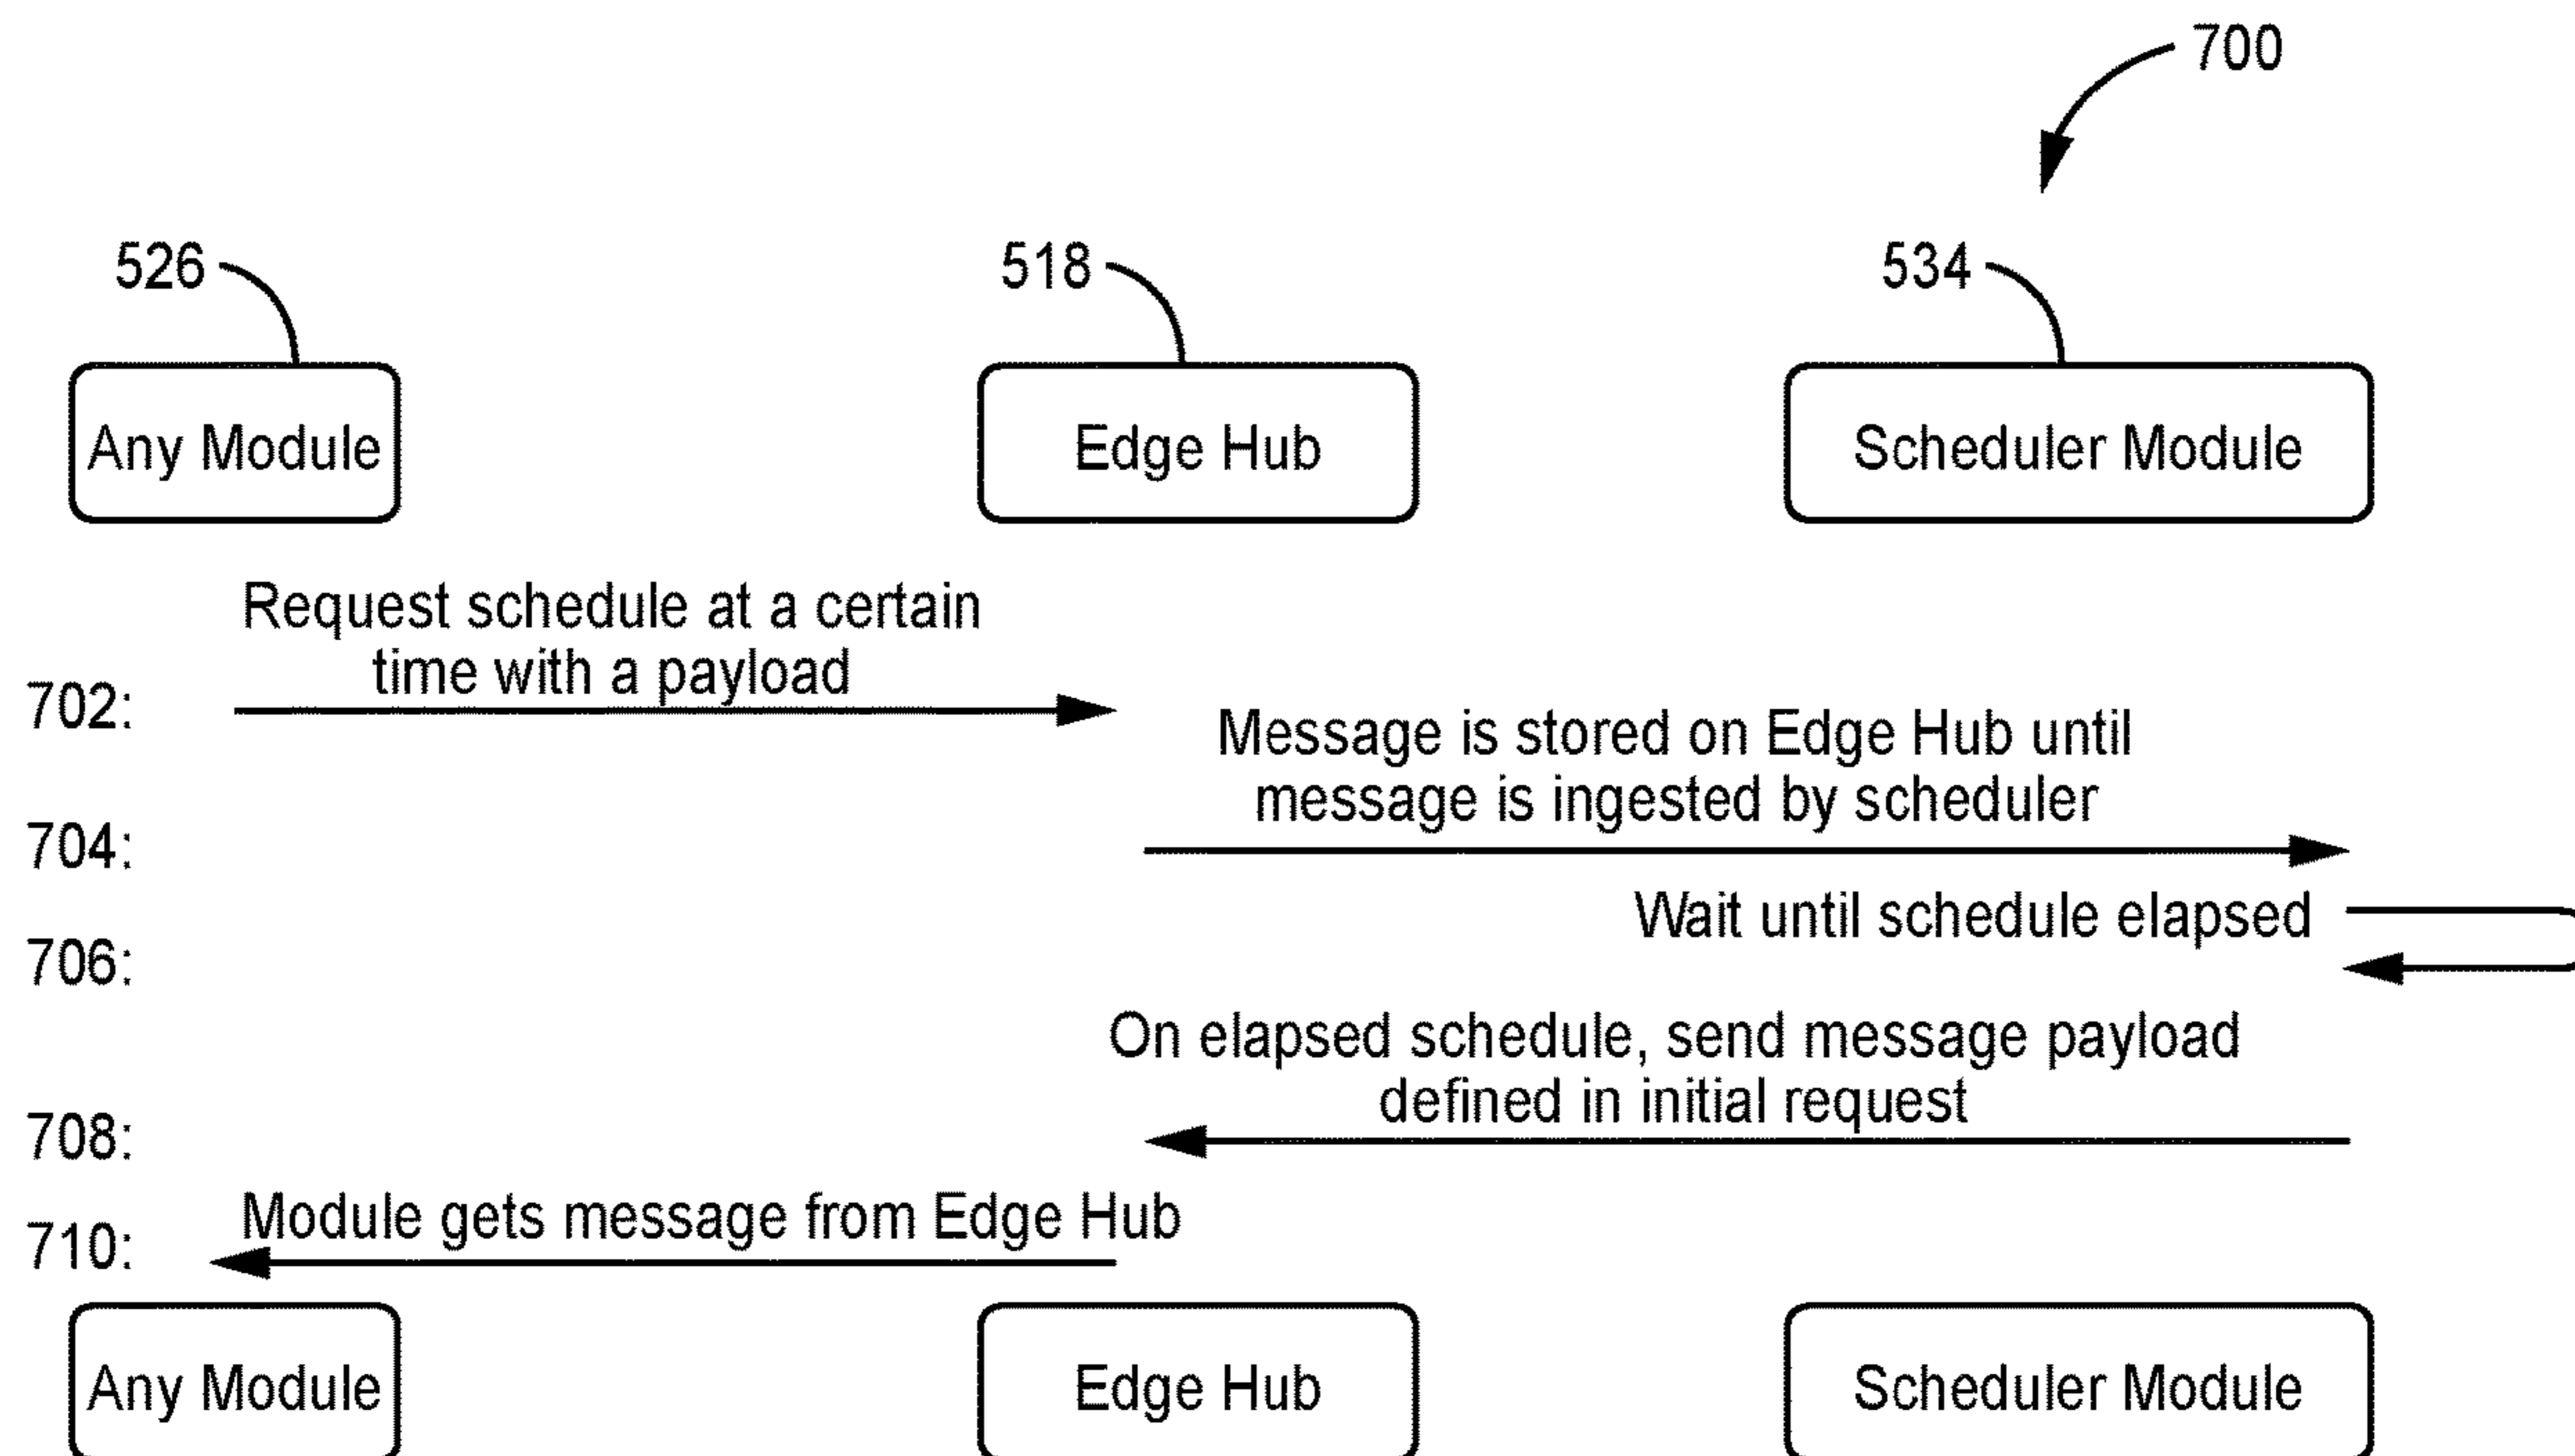 700
526
518
534
Any Module
Edge Hub
Scheduler Module
Request schedule at a certain
time with a payload
702:
Message is stored on Edge Hub until
message is ingested by scheduler
704:
Wait until schedule elapsed
706:
On elapsed schedule, send message payload
defined in initial request
708:
Module gets message from Edge Hub
710:
Any Module
Edge Hub
Scheduler Module